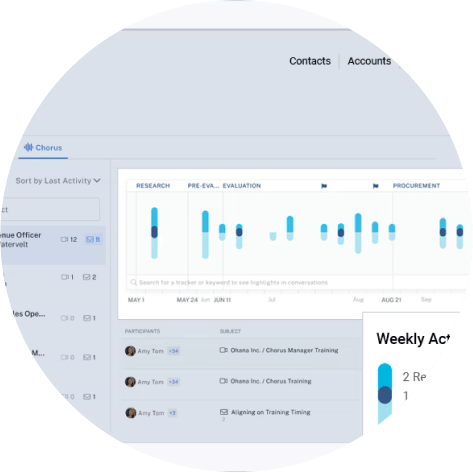 Contacts Accounts
Chorus
Sort by Last Activity
RESEARCH PRE-EVA... EVALUATION PROCUREMENT
ct
enue Officer 12 8
Vatervelt
1 2
les Ope...
0 1
M...
0 1
0 1
Search for a tracker or keyword to see highlights in conversations
MAY 1 MAY 24 Jun JUN 11 Jul Aug AUG 21 Sep
PARTICIPANTS SUBJECT
Amy Tom +34 Ohana Inc. / Chorus Manager Training
Amy Tom +34 Ohana Inc. / Chorus Training
Amy Tom +3 Aligning on Training Timing
2
Weekly Act
2 Re
1